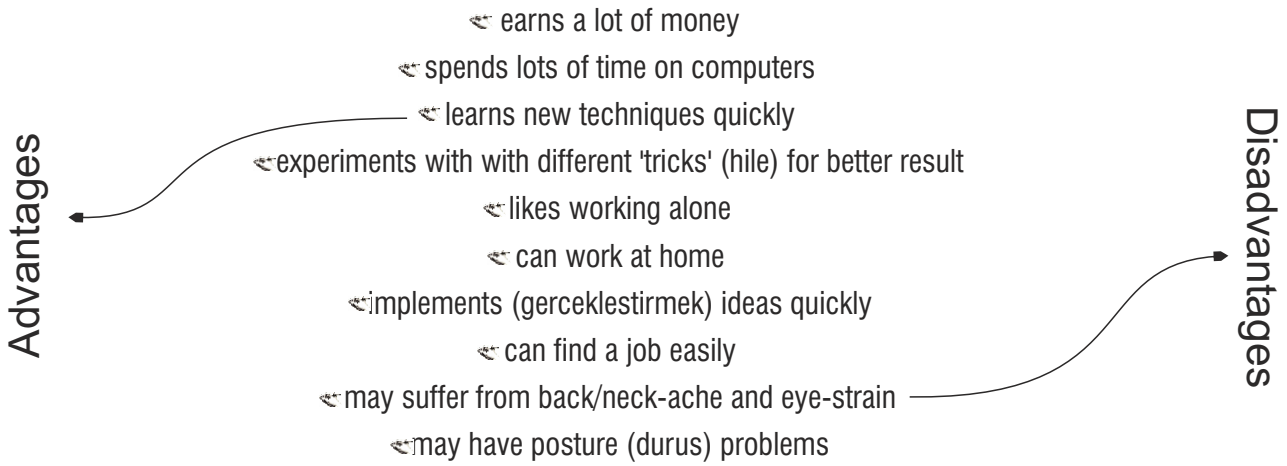 earns a lot of money
spends lots of time on computers
learns new techniques quickly
experiments with with different 'tricks' (hile) for better result
likes working alone
can work at home
implements (gerceklestirmek) ideas quickly
can find a job easily
may suffer from back/neck-ache and eye-strain
may have posture (durus) problems
Advantages
Disadvantages